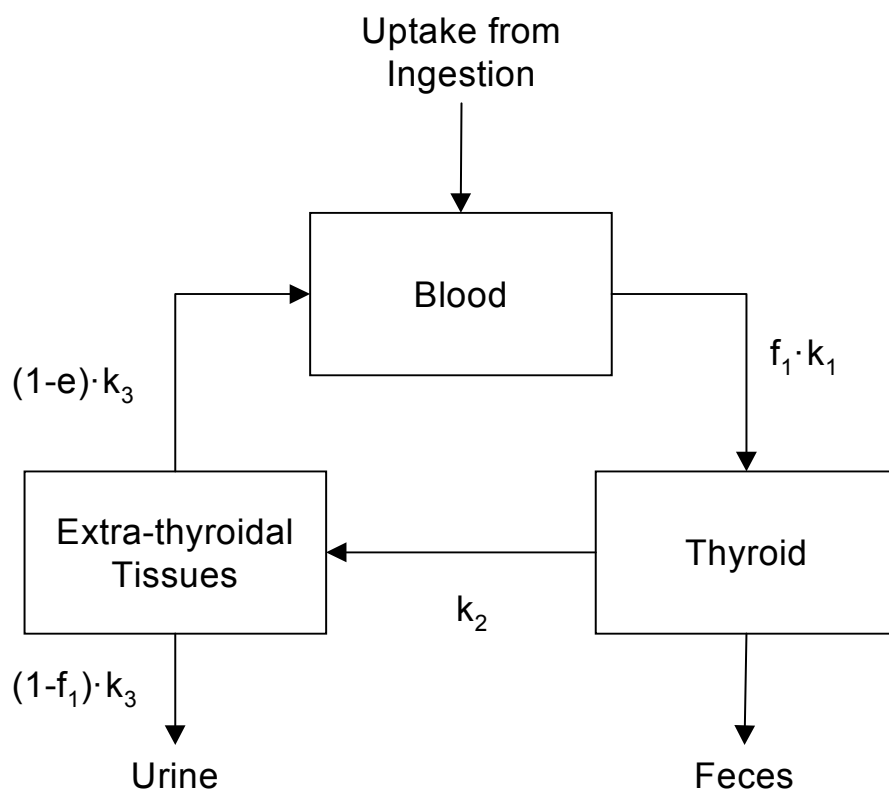 Uptake from
Ingestion
Blood
(1-e)·k₃
f₁·k₁
Extra-thyroidal
Tissues
Thyroid
k₂
(1-f₁)·k₃
Urine
Feces